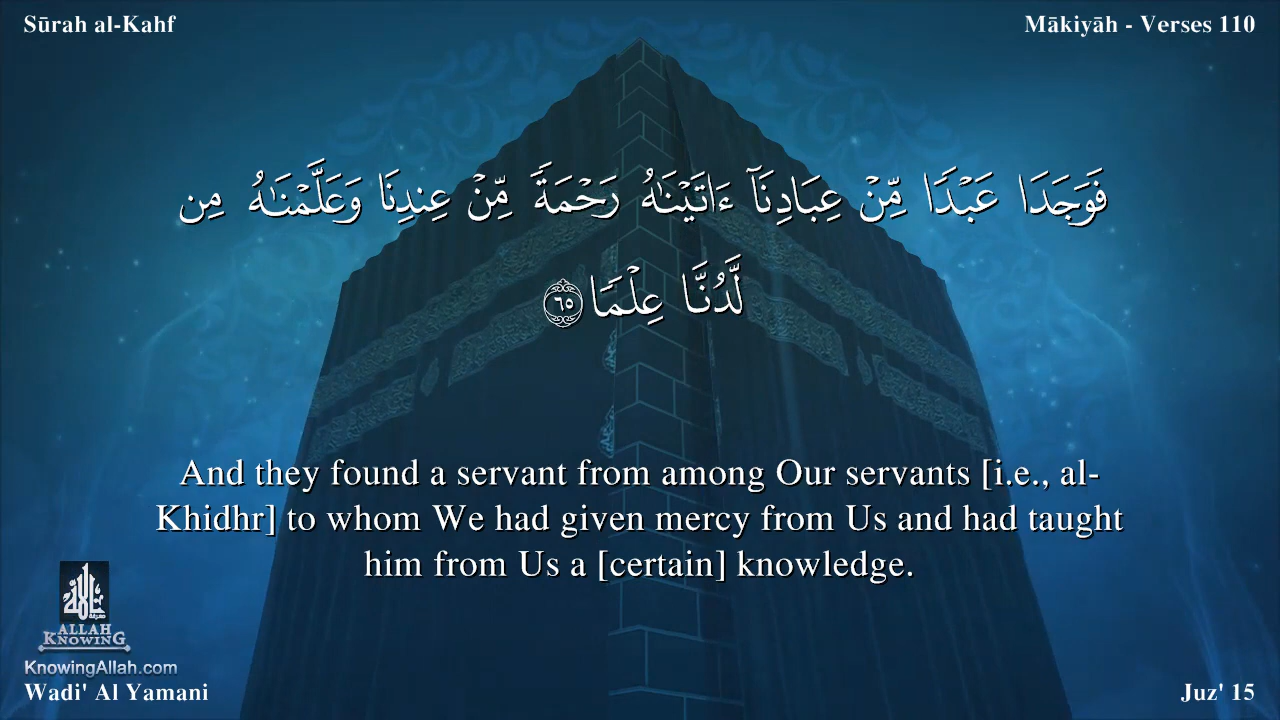 Sūrah al-Kahf
Mākiyāh - Verses 110
فَوَجَدَا عَبْدًا مِّنْ عِبَادِنَآ ءَاتَيْنَٰهُ رَحْمَةً مِّنْ عِندِنَا وَعَلَّمْنَٰهُ مِن
لَّدُنَّا عِلْمًا ٦٥
And they found a servant from among Our servants [i.e., al-
Khidhr] to whom We had given mercy from Us and had taught
him from Us a [certain] knowledge.
ALLAH
KNOWING
KnowingAllah.com
Wadi' Al Yamani
Juz' 15